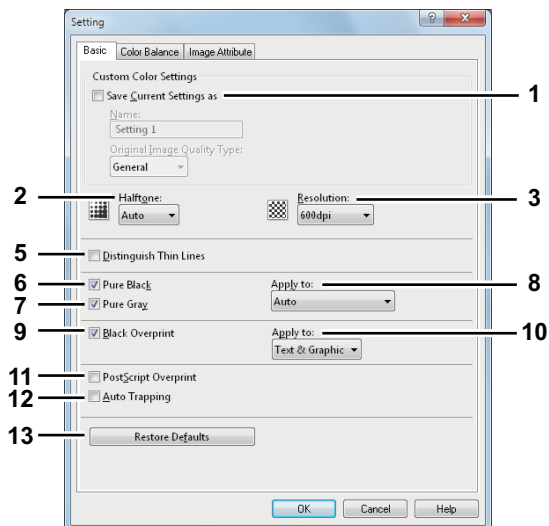 Setting
?
Basic Color Balance Image Attribute
Custom Color Settings
Save Current Settings as 1
Name:
Setting 1
Original Image Quality Type:
General
2 Halftone: Resolution: 3
Auto 600dpi
5 Distinguish Thin Lines
6 Pure Black Apply to: 8
7 Pure Gray Auto
9 Black Overprint Apply to: 10
Text & Graphic
11 PostScript Overprint
12 Auto Trapping
13 Restore Defaults
OK Cancel Help